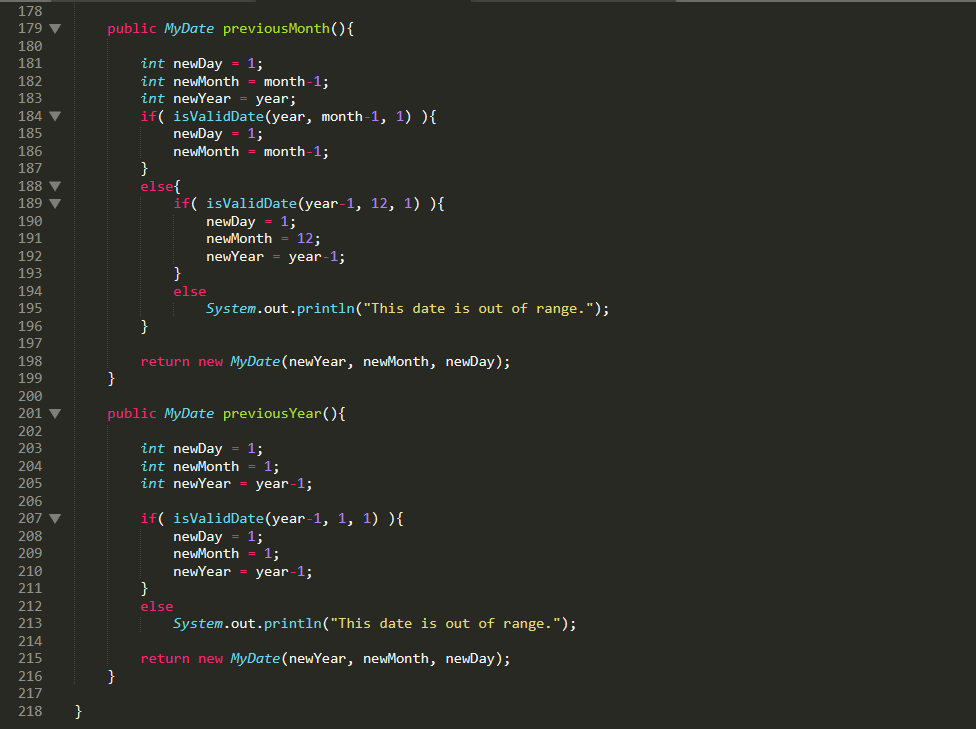 178
179 public MyDate previousMonth(){
180
181 int newDay = 1;
182 int newMonth = month-1;
183 int newYear = year;
184 if( isValidDate(year, month-1, 1) ){
185 newDay = 1;
186 newMonth = month-1;
187 }
188 else{
189 if( isValidDate(year-1, 12, 1) ){
190 newDay = 1;
191 newMonth = 12;
192 newYear = year-1;
193 }
194 else
195 System.out.println("This date is out of range.");
196 }
197
198 return new MyDate(newYear, newMonth, newDay);
199 }
200
201 public MyDate previousYear(){
202
203 int newDay = 1;
204 int newMonth = 1;
205 int newYear = year-1;
206
207 if( isValidDate(year-1, 1, 1) ){
208 newDay = 1;
209 newMonth = 1;
210 newYear = year-1;
211 }
212 else
213 System.out.println("This date is out of range.");
214
215 return new MyDate(newYear, newMonth, newDay);
216 }
217
218 }